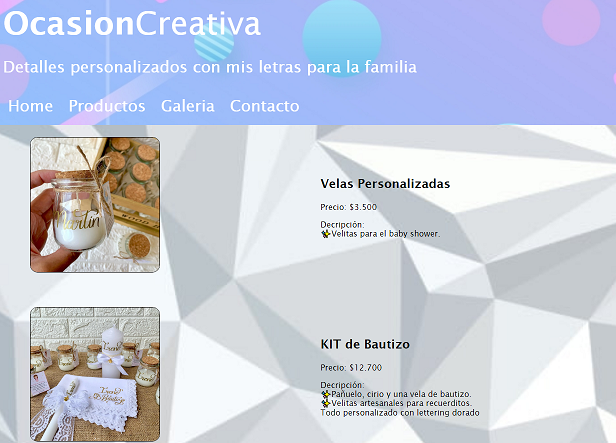 OcasionCreativa
Detalles personalizados con mis letras para la familia
Home Productos Galeria Contacto
Velas Personalizadas
Precio: $3.500
Decripción:
✨Velitas para el baby shower.
KIT de Bautizo
Precio: $12.700
Decripción:
✨Pañuelo, cirio y una vela de bautizo.
✨Velitas artesanales para recuerditos.
Todo personalizado con lettering dorado